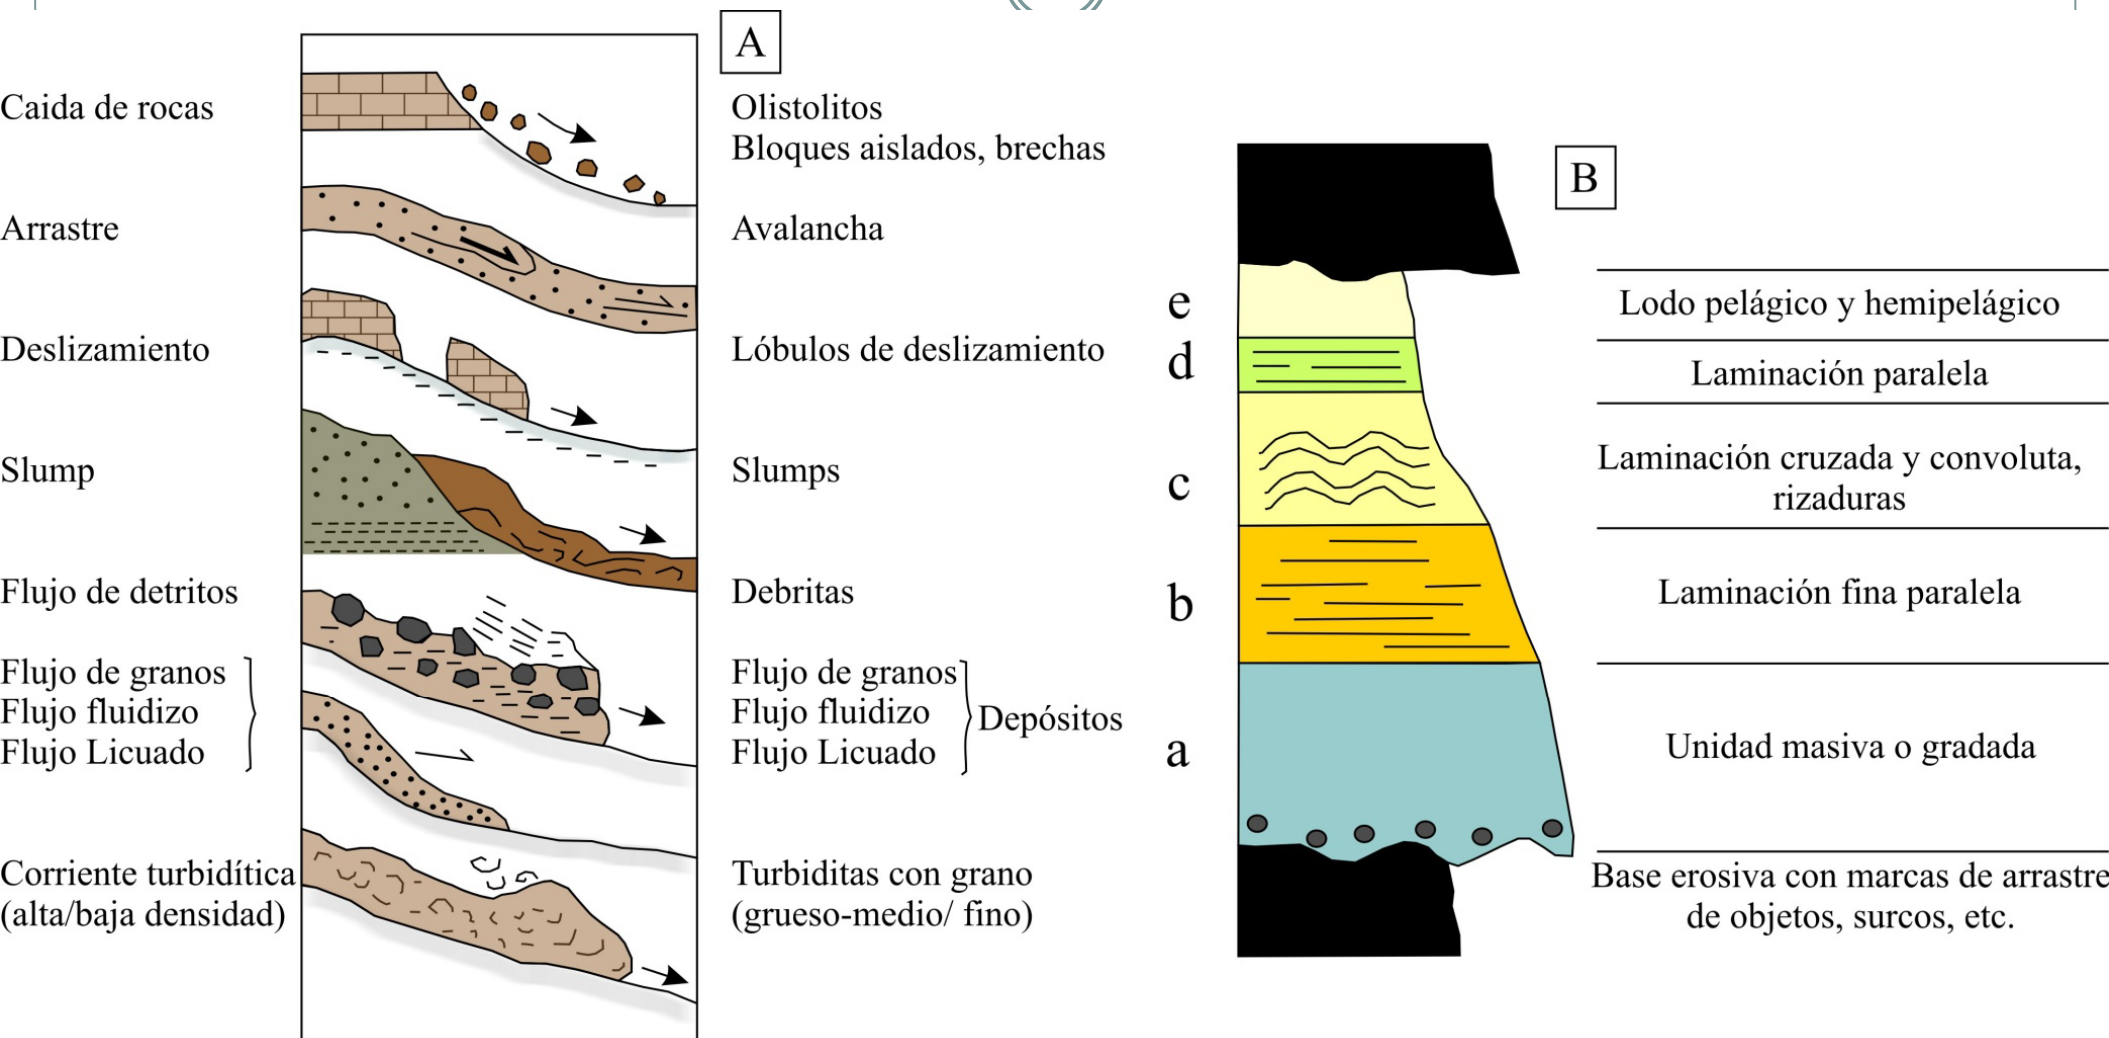 A
Caida de rocas
Olistolitos
Bloques aislados, brechas
Arrastre
Avalancha
Deslizamiento
Lóbulos de deslizamiento
Slump
Slumps
Flujo de detritos
Debritas
Flujo de granos
Flujo fluidizo
Flujo Licuado
Flujo de granos
Flujo fluidizo
Flujo Licuado
Depósitos
Corriente turbidítica
(alta/baja densidad)
Turbiditas con grano
(grueso-medio/ fino)
B
e
Lodo pelágico y hemipelágico
d
Laminación paralela
c
Laminación cruzada y convoluta,
rizaduras
b
Laminación fina paralela
a
Unidad masiva o gradada
Base erosiva con marcas de arrastre
de objetos, surcos, etc.